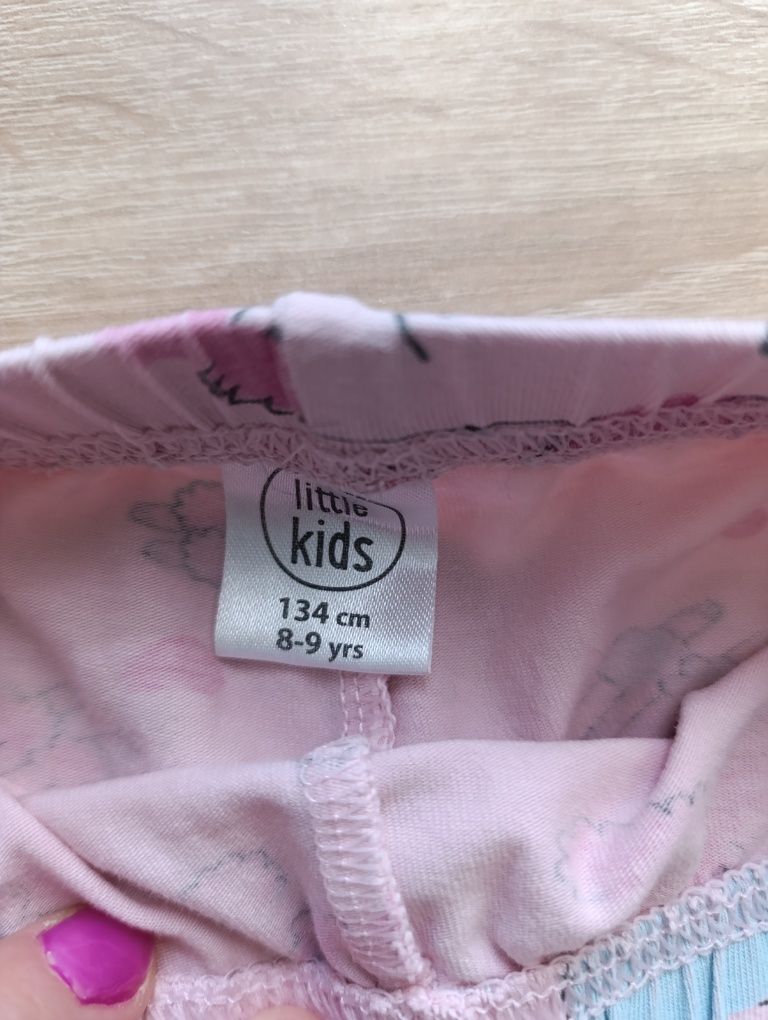 little
kids
134 cm
8-9 yrs